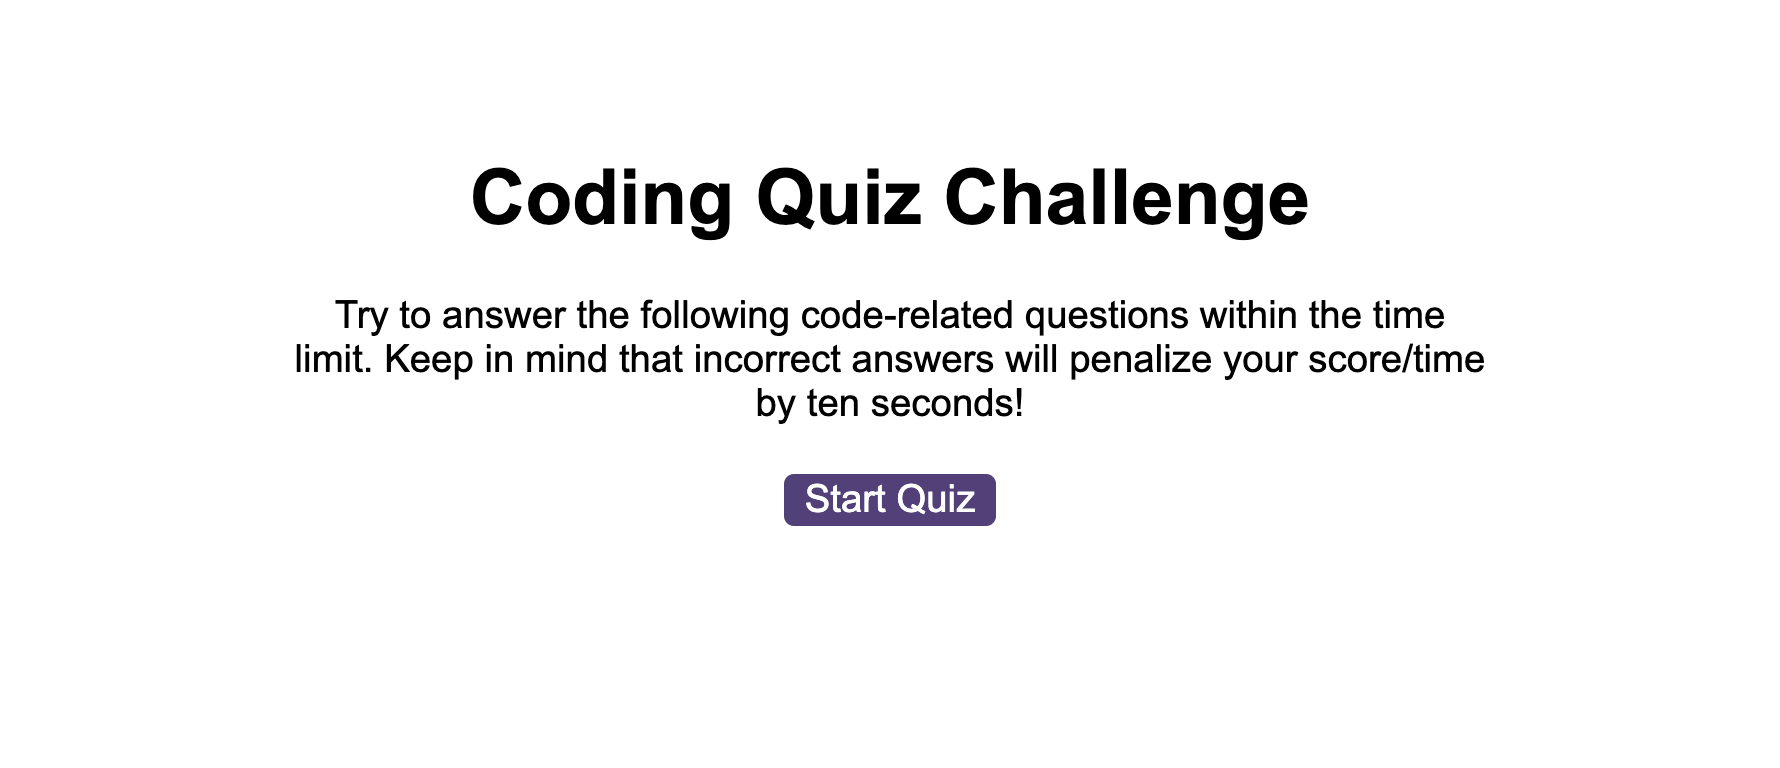 Coding Quiz Challenge
Try to answer the following code-related questions within the time
limit. Keep in mind that incorrect answers will penalize your score/time
by ten seconds!
Start Quiz